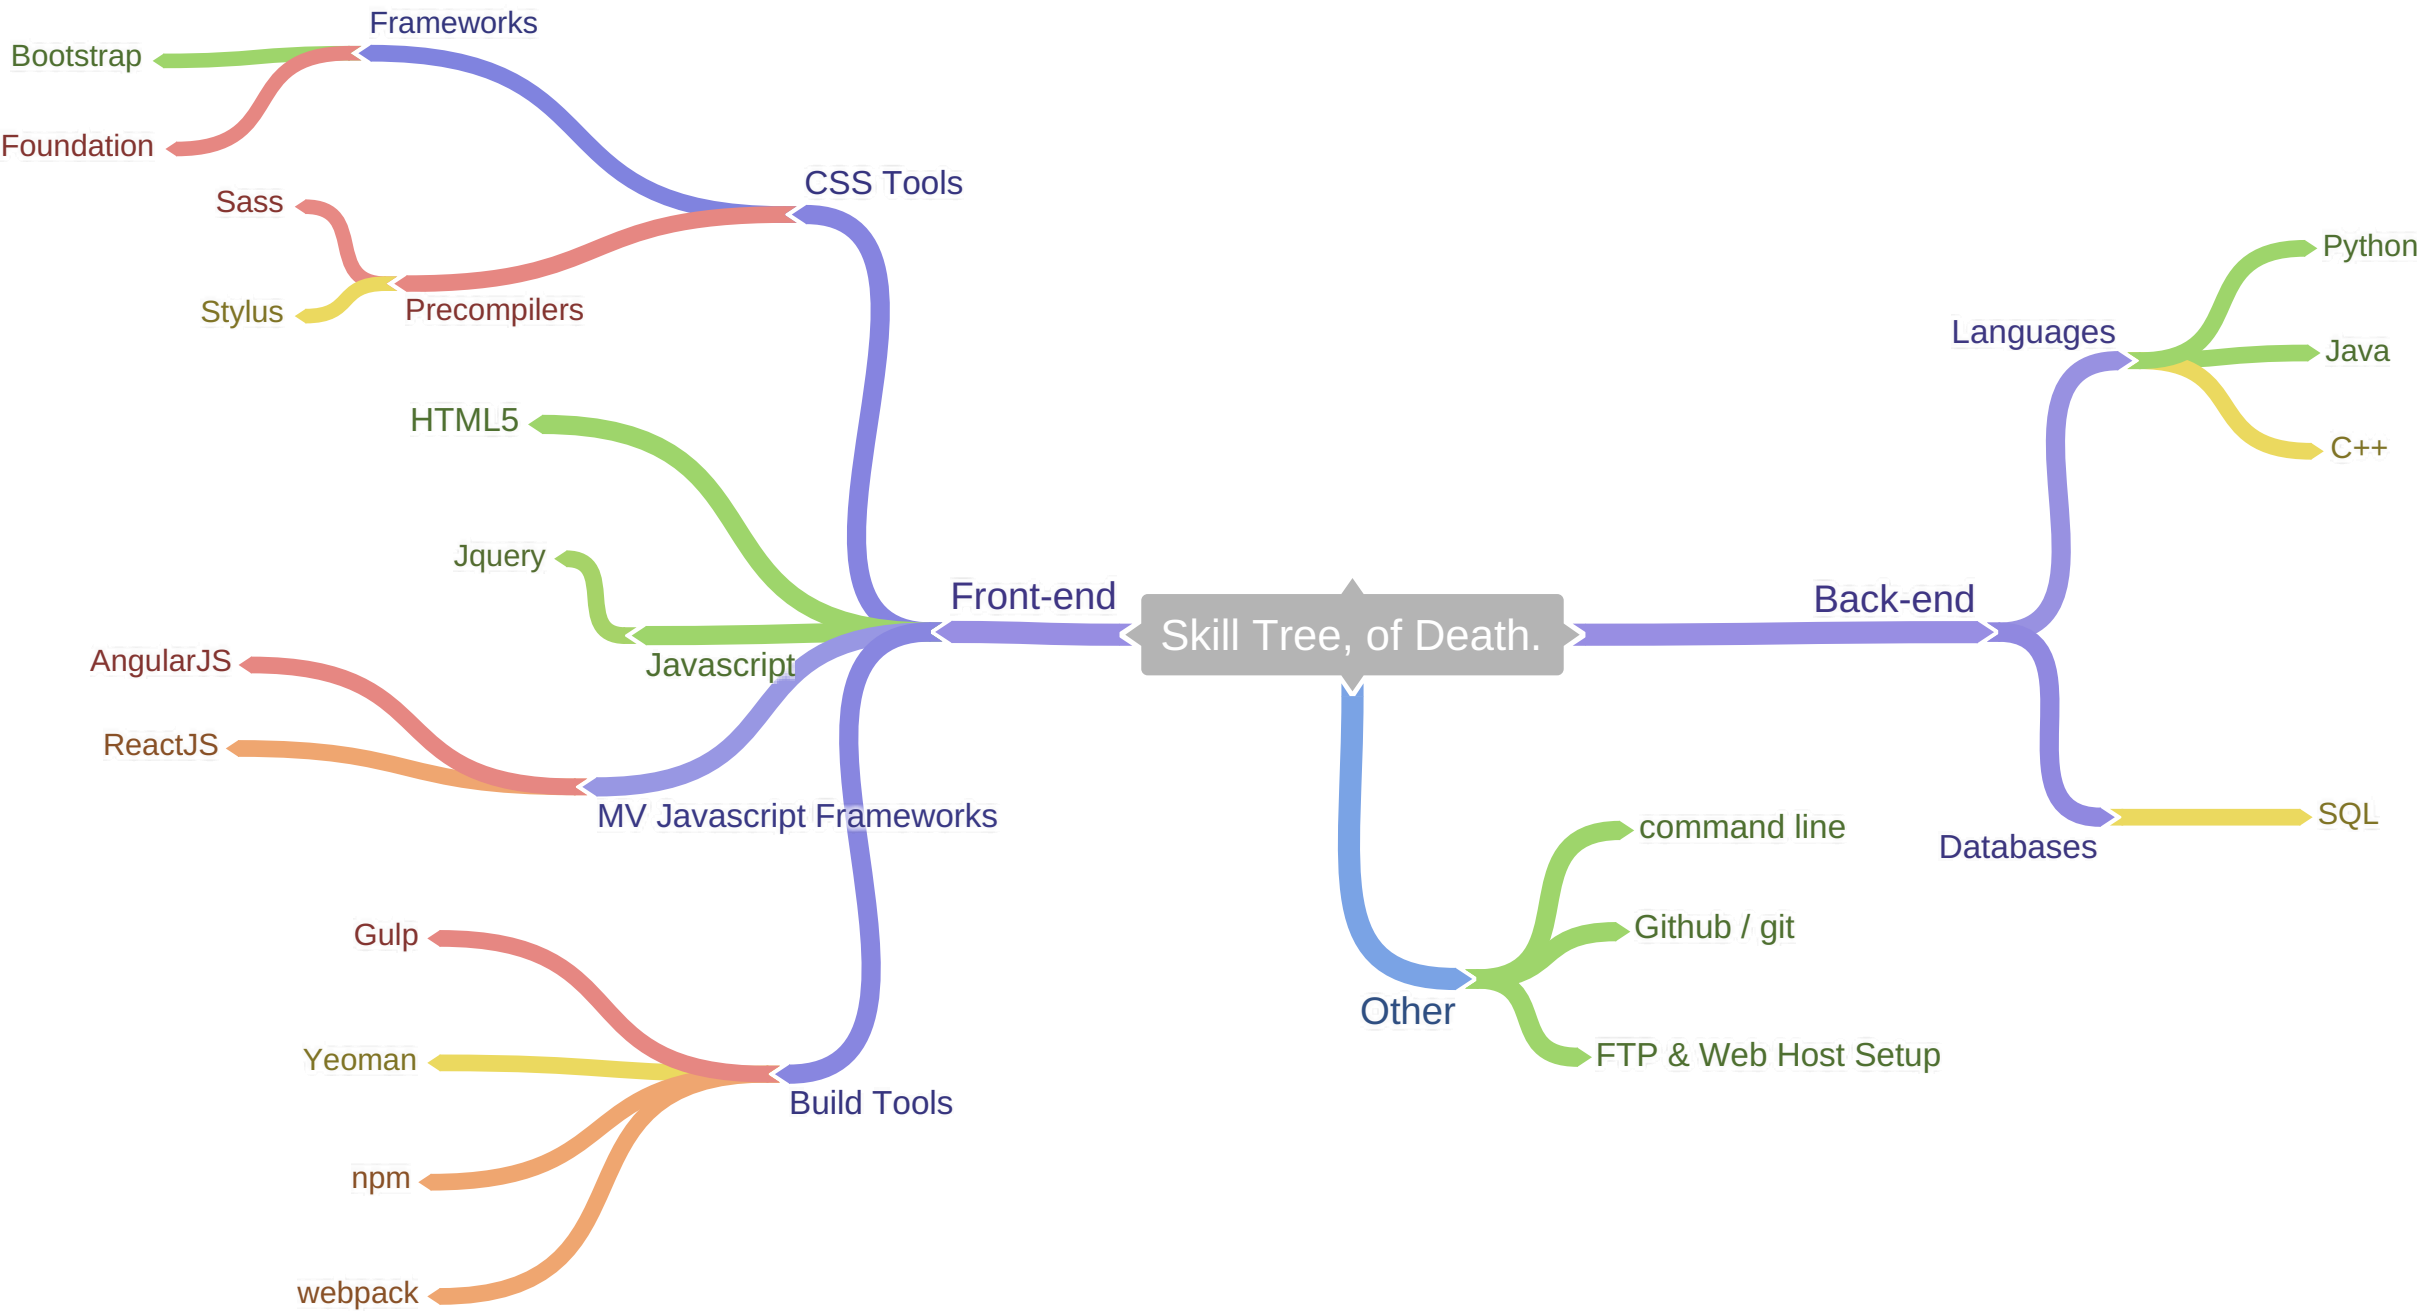 Frameworks
Bootstrap
Foundation
CSS Tools
Sass
Stylus
Precompilers
HTML5
Jquery
Javascript
Front-end
AngularJS
ReactJS
MV Javascript Frameworks
Gulp
Yeoman
npm
webpack
Build Tools
Skill Tree, of Death.
Back-end
Languages
Python
Java
C++
Databases
SQL
Other
command line
Github / git
FTP & Web Host Setup